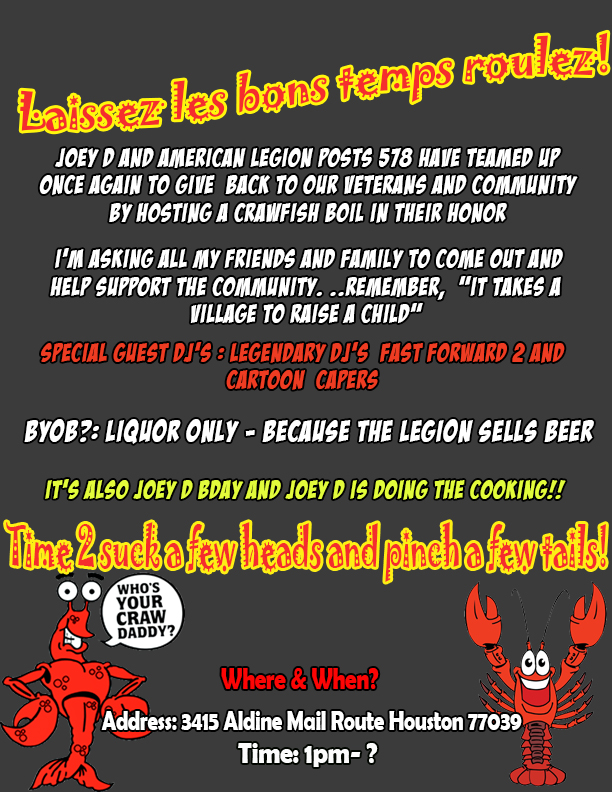 Laissez les bons temps roulez!
JOEY D AND AMERICAN LEGION POSTS 578 HAVE TEAMED UP
ONCE AGAIN TO GIVE BACK TO OUR VETERANS AND COMMUNITY
BY HOSTING A CRAWFISH BOIL IN THEIR HONOR
I'M ASKING ALL MY FRIENDS AND FAMILY TO COME OUT AND
HELP SUPPORT THE COMMUNITY. ..REMEMBER, "IT TAKES A
VILLAGE TO RAISE A CHILD"
SPECIAL GUEST DJ'S : LEGENDARY DJ'S FAST FORWARD 2 AND
CARTOON CAPERS
BYOB?: LIQUOR ONLY - BECAUSE THE LEGION SELLS BEER
IT'S ALSO JOEY D BDAY AND JOEY D IS DOING THE COOKING!!
Time 2 suck a few heads and pinch a few tails!
WHO'S
YOUR
CRAW
DADDY?
Where & When?
Address: 3415 Aldine Mail Route Houston 77039
Time: 1pm- ?